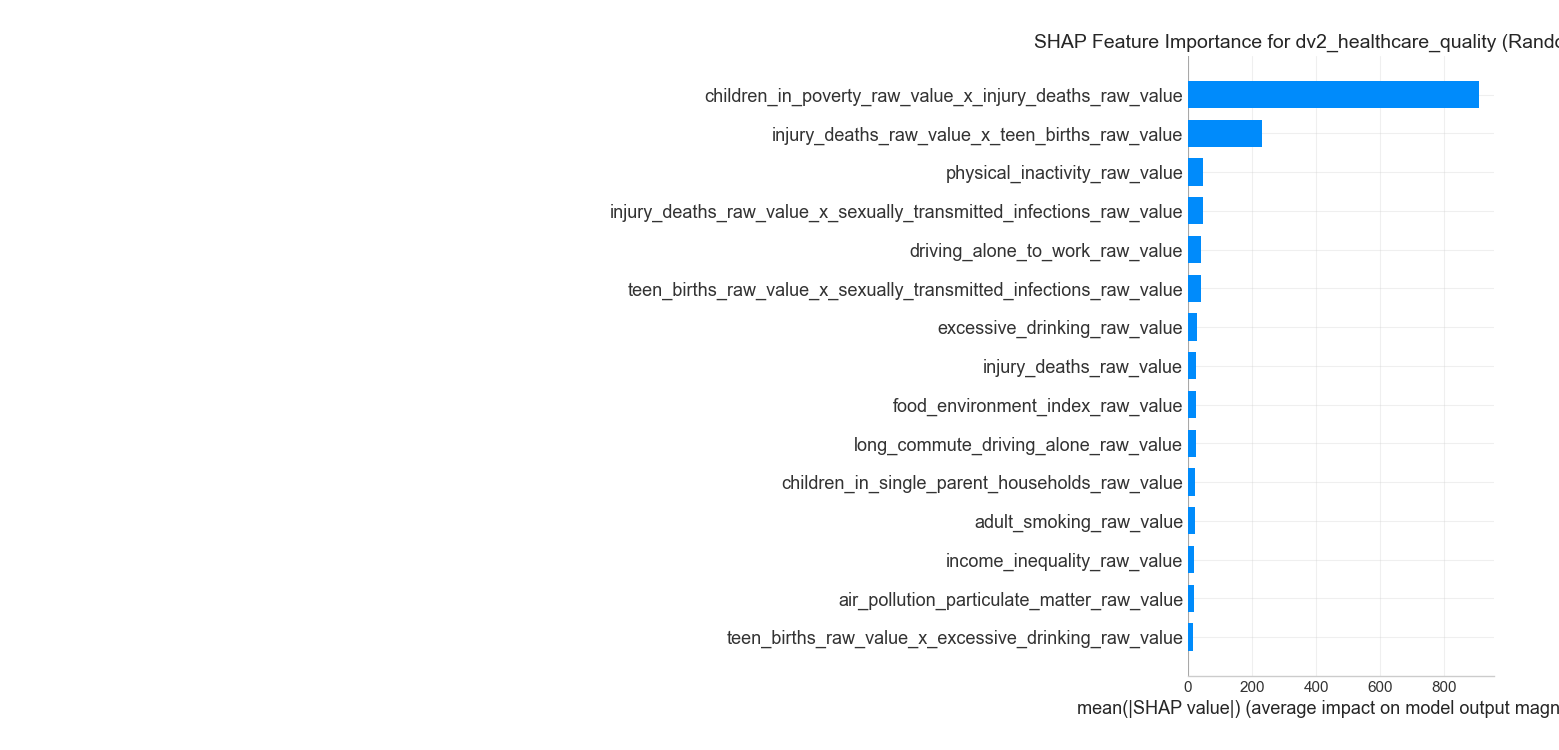 SHAP Feature Importance for dv2_healthcare_quality (Rando
children_in_poverty_raw_value_x_injury_deaths_raw_value
injury_deaths_raw_value_x_teen_births_raw_value
physical_inactivity_raw_value
injury_deaths_raw_value_x_sexually_transmitted_infections_raw_value
driving_alone_to_work_raw_value
teen_births_raw_value_x_sexually_transmitted_infections_raw_value
excessive_drinking_raw_value
injury_deaths_raw_value
food_environment_index_raw_value
long_commute_driving_alone_raw_value
children_in_single_parent_households_raw_value
adult_smoking_raw_value
income_inequality_raw_value
air_pollution_particulate_matter_raw_value
teen_births_raw_value_x_excessive_drinking_raw_value
0 200 400 600 800
mean(|SHAP value|) (average impact on model output magn